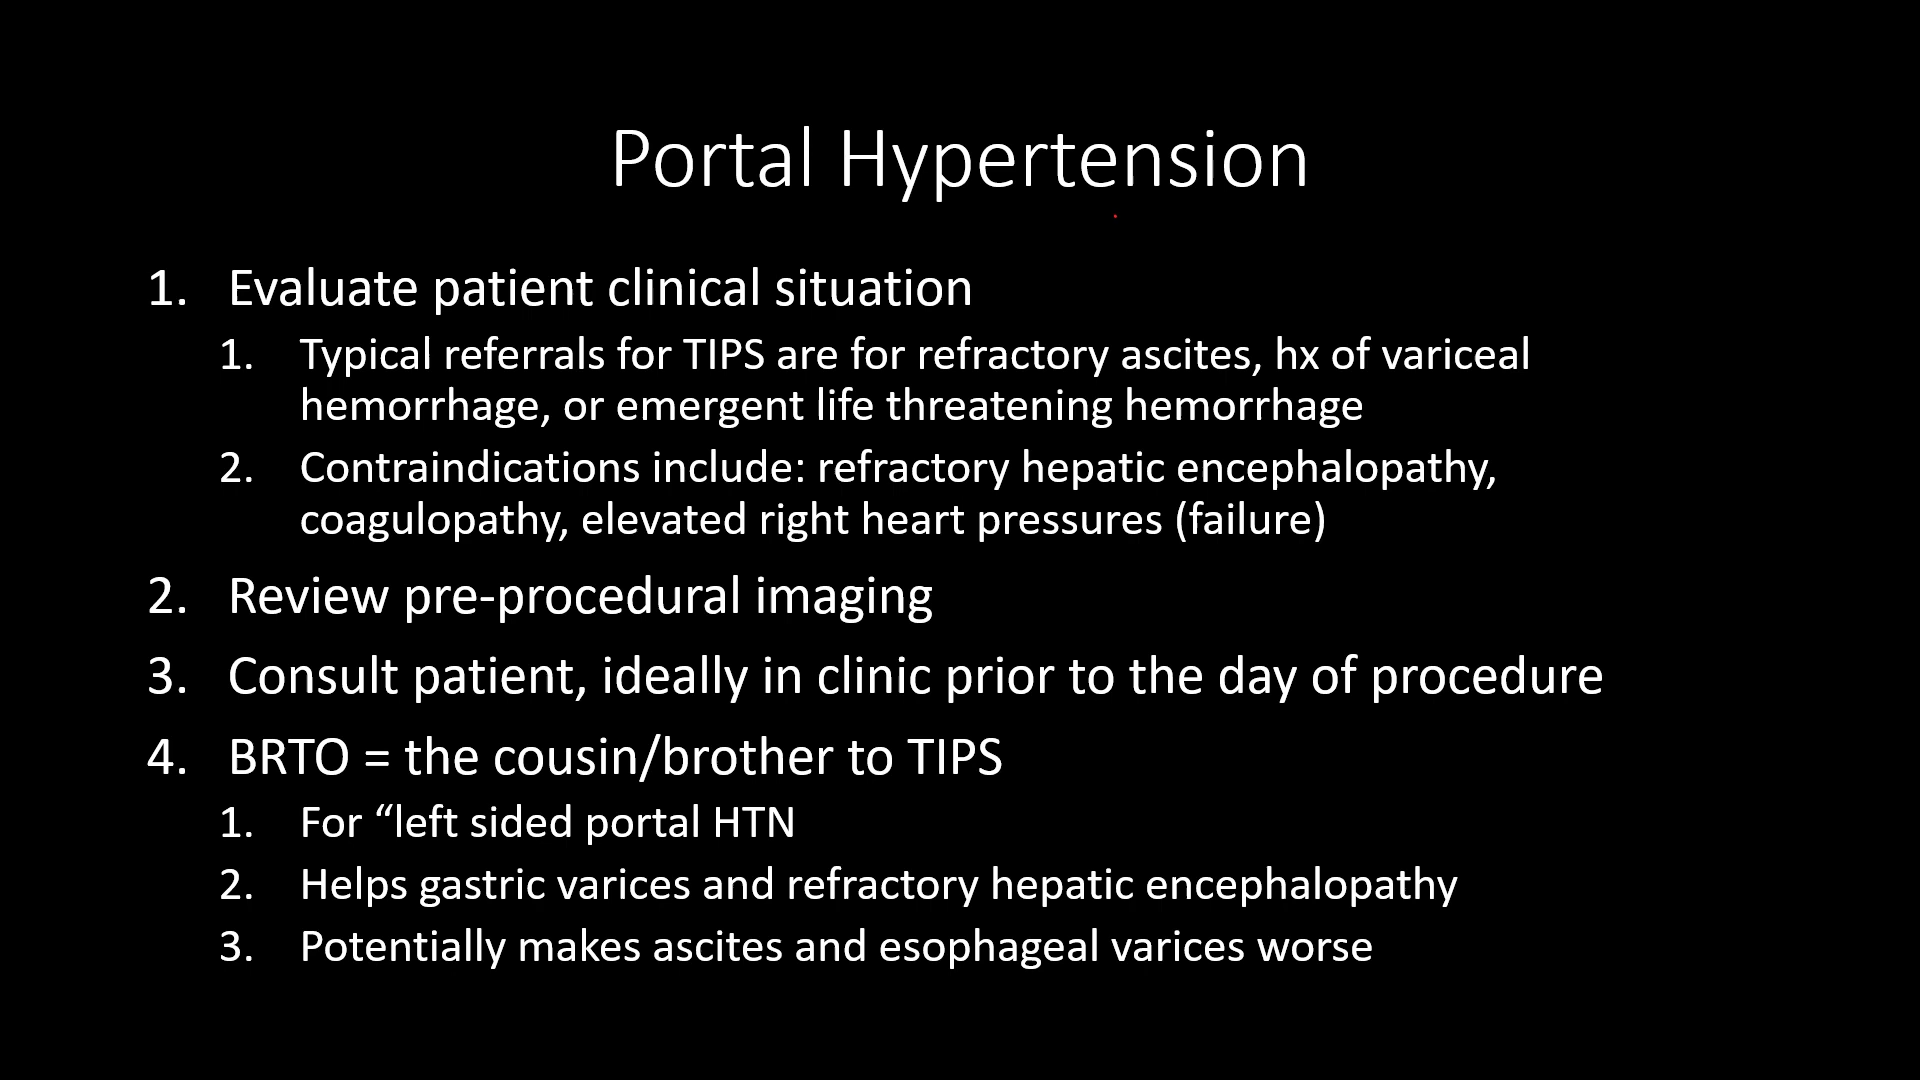 Portal Hypertension
1. Evaluate patient clinical situation
1. Typical referrals for TIPS are for refractory ascites, hx of variceal
hemorrhage, or emergent life threatening hemorrhage
2. Contraindications include: refractory hepatic encephalopathy,
coagulopathy, elevated right heart pressures (failure)
2. Review pre-procedural imaging
3. Consult patient, ideally in clinic prior to the day of procedure
4. BRTO = the cousin/brother to TIPS
1. For “left sided portal HTN
2. Helps gastric varices and refractory hepatic encephalopathy
3. Potentially makes ascites and esophageal varices worse